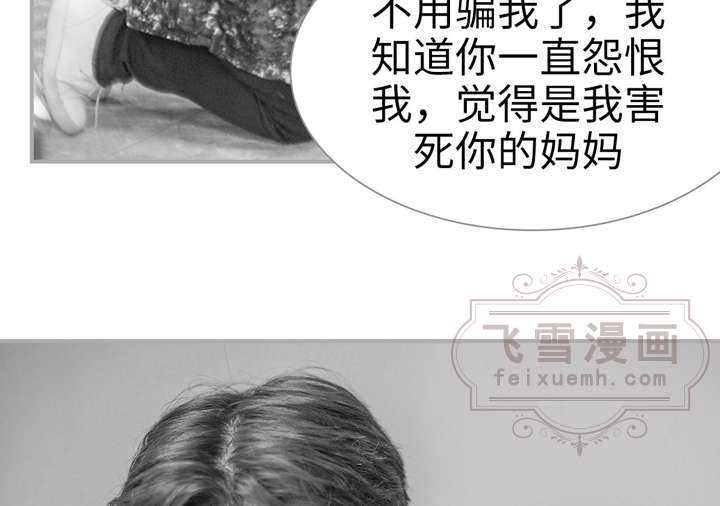 不用骗我了，我
知道你一直怨恨
我，觉得是我害
死你的妈妈
飞雪漫画
feixuemh.com